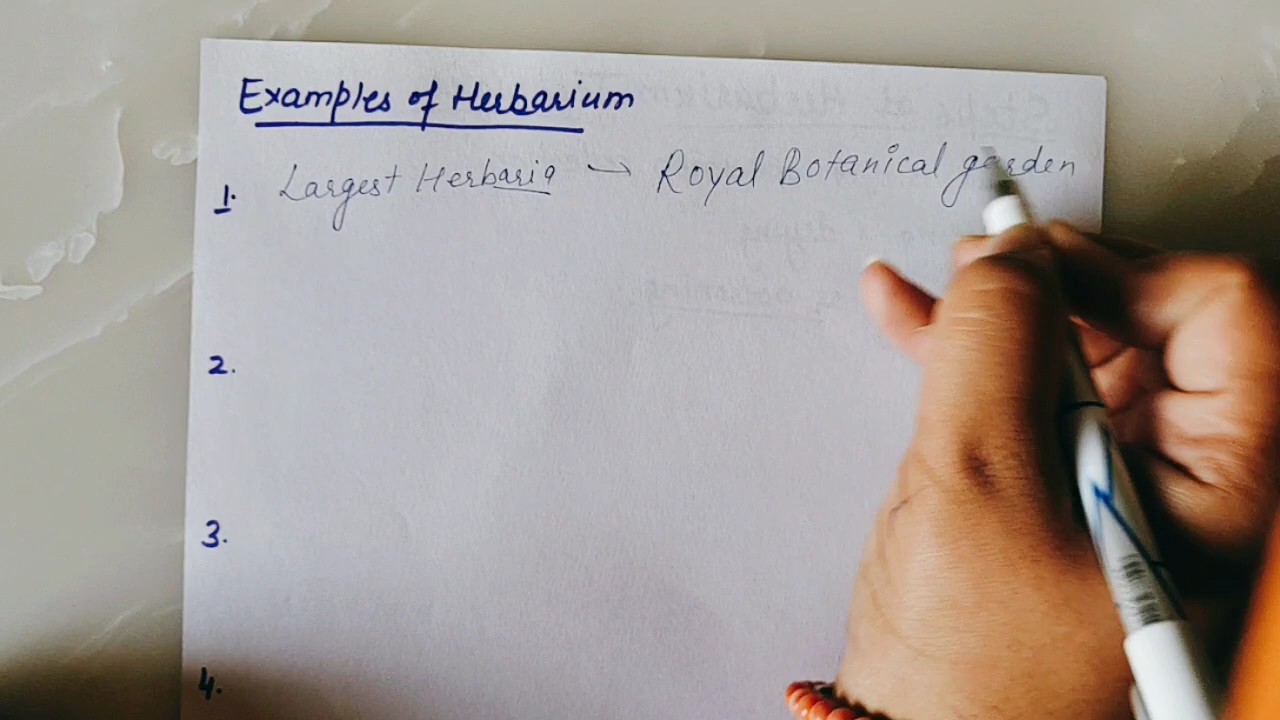 Examples of Herbarium
1. Largest Herbaria → Royal Botanical garden
2.
3.
4.